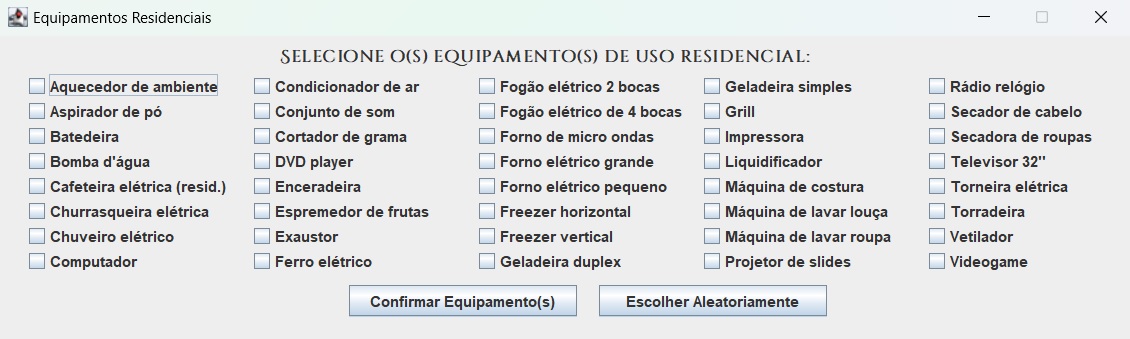 Equipamentos Residenciais
Selecione o(s) equipamento(s) de uso residencial:
Aquecedor de ambiente
Aspirador de pó
Batedeira
Bomba d'água
Cafeteira elétrica (resid.)
Churrasqueira elétrica
Chuveiro elétrico
Computador
Condicionador de ar
Conjunto de som
Cortador de grama
DVD player
Enceradeira
Espremedor de frutas
Exaustor
Ferro elétrico
Fogão elétrico 2 bocas
Fogão elétrico de 4 bocas
Forno de micro ondas
Forno elétrico grande
Forno elétrico pequeno
Freezer horizontal
Freezer vertical
Geladeira duplex
Geladeira simples
Grill
Impressora
Liquidificador
Máquina de costura
Máquina de lavar louça
Máquina de lavar roupa
Projetor de slides
Rádio relógio
Secador de cabelo
Secadora de roupas
Televisor 32"
Torneira elétrica
Torradeira
Vetilador
Videogame
Confirmar Equipamento(s)
Escolher Aleatoriamente